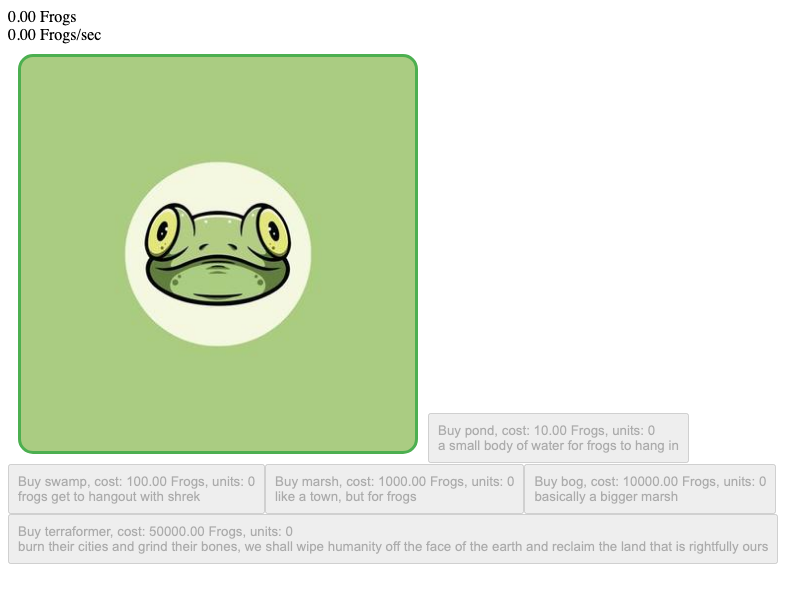 0.00 Frogs
0.00 Frogs/sec
Buy pond, cost: 10.00 Frogs, units: 0
a small body of water for frogs to hang in
Buy swamp, cost: 100.00 Frogs, units: 0
frogs get to hangout with shrek
Buy marsh, cost: 1000.00 Frogs, units: 0
like a town, but for frogs
Buy bog, cost: 10000.00 Frogs, units: 0
basically a bigger marsh
Buy terraformer, cost: 50000.00 Frogs, units: 0
burn their cities and grind their bones, we shall wipe humanity off the face of the earth and reclaim the land that is rightfully ours